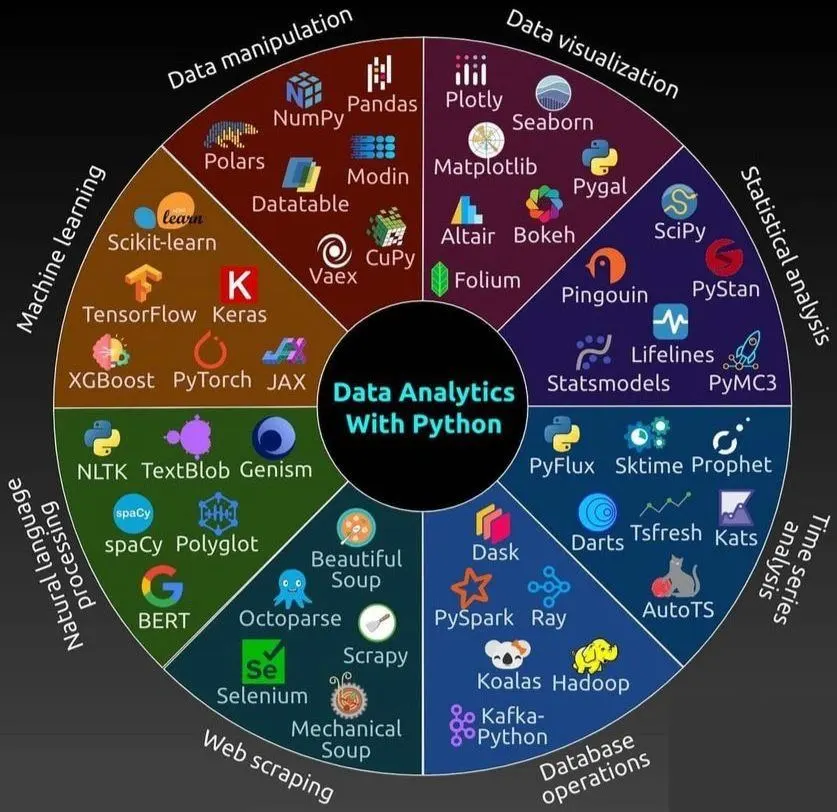 Data manipulation
Pandas
NumPy
Polars
Modin
Datatable
CuPy
Vaex
Data visualization
Plotly
Seaborn
Matplotlib
Pygal
Altair
Bokeh
Folium
Statistical analysis
SciPy
PyStan
Pingouin
Lifelines
Statsmodels
PyMC3
Time series
analysis
PyFlux
Sktime
Prophet
Darts
Tsfresh
Kats
AutoTS
Database
operations
Dask
PySpark
Ray
Koalas
Hadoop
Kafka-
Python
Web scraping
Beautiful
Soup
Octoparse
Scrapy
Se
Selenium
Mechanical
Soup
Natural language
processing
NLTK
TextBlob
Genism
spaCy
spaCy
Polyglot
BERT
Machine learning
learn
Scikit-learn
TensorFlow
K
Keras
XGBoost
PyTorch
JAX
JAX
Data Analytics
With Python